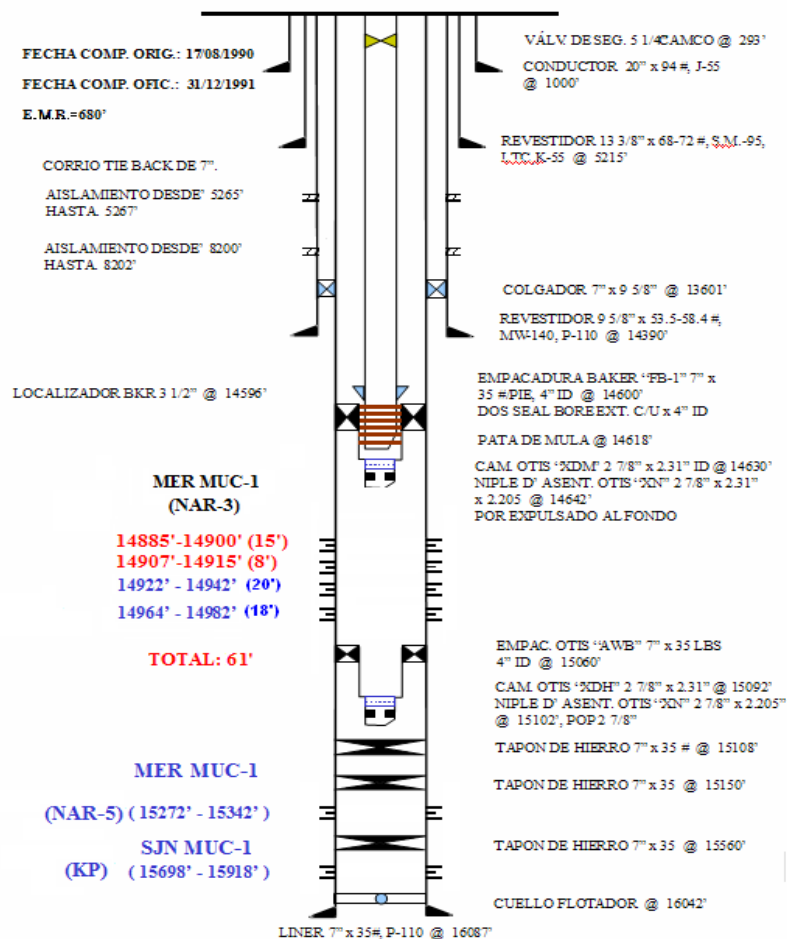 FECHA COMP. ORIG.: 17/08/1990
FECHA COMP. OFIC.: 31/12/1991
E.M.R.=680’
CORRIO TIE BACK DE 7”.
AISLAMIENTO DESDE’ 5265’
HASTA. 5267’
AISLAMIENTO DESDE’ 8200’
HASTA. 8202’
LOCALIZADOR BKR 3 1/2” @ 14596’
MER MUC-1
(NAR-3)
14885'-14900' (15')
14907'-14915' (8')
14922’ - 14942’ (20')
14964’ - 14982’ (18')
TOTAL: 61'
MER MUC-1
(NAR-5) ( 15272’ - 15342’ )
SJN MUC-1
(KP) ( 15698’ - 15918’ )
VÁLV. DE SEG. 5 1/4CAMCO @ 293’
CONDUCTOR 20” x 94 #, J-55
@ 1000’
REVESTIDOR 13 3/8” x 68-72 #, S.M.-95,
LTC, K-55 @ 5215’
COLGADOR 7” x 9 5/8” @ 13601’
REVESTIDOR 9 5/8” x 53.5-58.4 #,
MW-140, P-110 @ 14390’
EMPACADURA BAKER “FB-1” 7” x
35 #/PIE, 4” ID @ 14600’
DOS SEAL BORE EXT. C/U x 4” ID
PATA DE MULA @ 14618’
CAM. OTIS “XDM’ 2 7/8” x 2.31” ID @ 14630’
NIPLE D’ ASENT. OTIS “XN” 2 7/8” x 2.31”
x 2.205 @ 14642’
POR EXPULSADO AL FONDO
EMPAC. OTIS “AWB” 7” x 35 LBS
4” ID @ 15060’
CAM. OTIS “XDH” 2 7/8” x 2.31” @ 15092’
NIPLE D’ ASENT. OTIS “XN” 2 7/8” x 2.205”
@ 15102’, POP 2 7/8”
TAPON DE HIERRO 7” x 35 # @ 15108’
TAPON DE HIERRO 7” x 35 @ 15150’
TAPON DE HIERRO 7” x 35 @ 15560’
CUELLO FLOTADOR @ 16042’
LINER 7” x 35#, P-110 @ 16087’